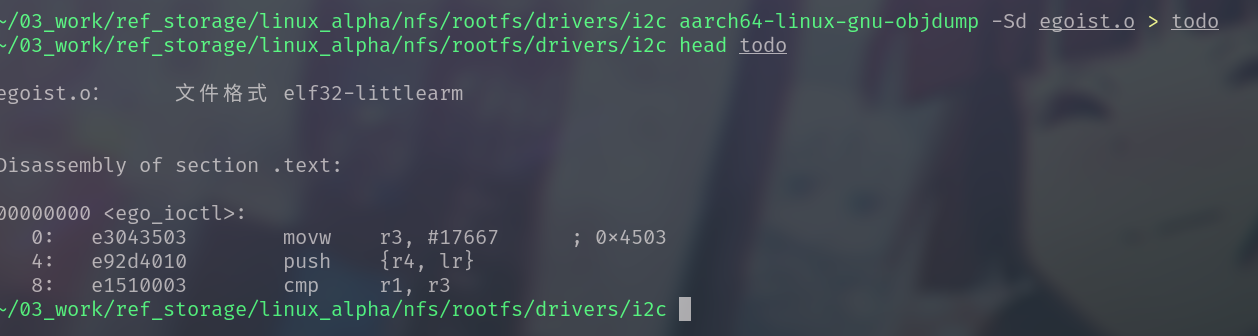 ~/03_work/ref_storage/linux_alpha/nfs/rootfs/drivers/i2c aarch64-linux-gnu-objdump -Sd egoist.o > todo
~/03_work/ref_storage/linux_alpha/nfs/rootfs/drivers/i2c head todo
egoist.o:      文件格式 elf32-littlearm
Disassembly of section .text:
00000000 <ego_ioctl>:
   0:   e3043503        movw    r3, #17667      ; 0x4503
   4:   e92d4010        push    {r4, lr}
   8:   e1510003        cmp     r1, r3
~/03_work/ref_storage/linux_alpha/nfs/rootfs/drivers/i2c